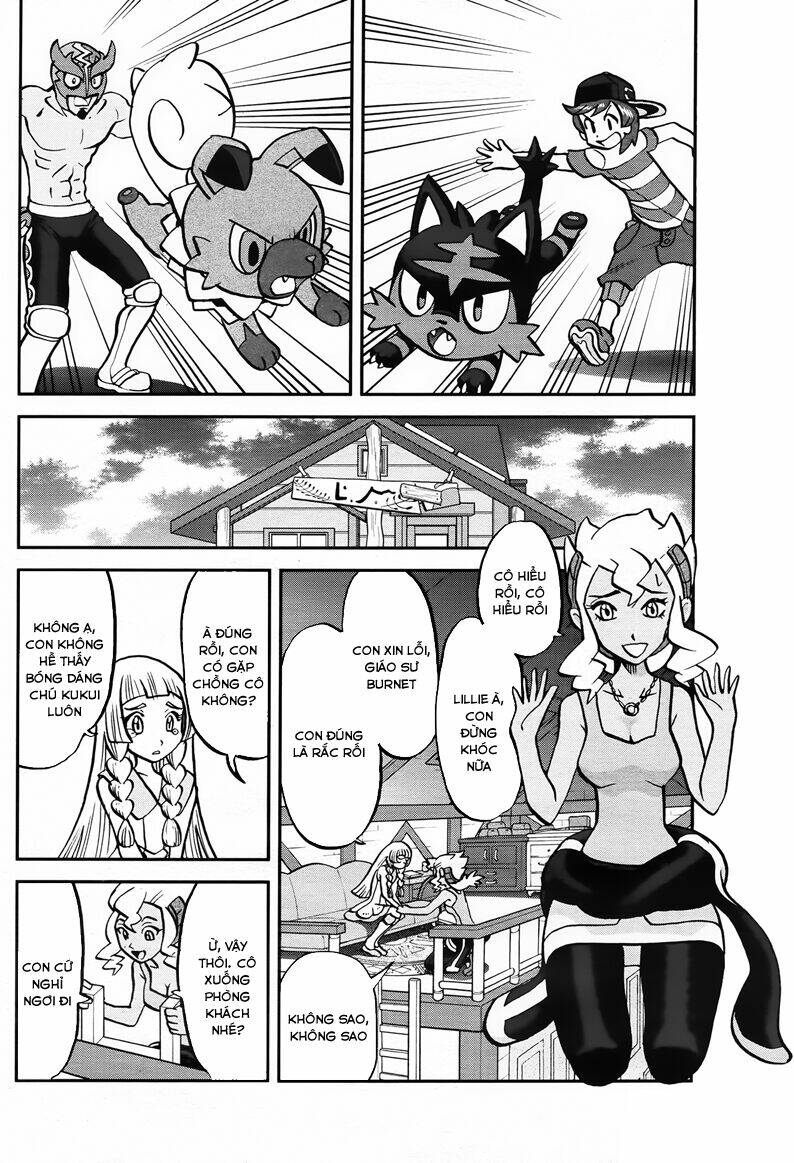 CÔ HIỂU
RỒI, CÔ
HIỂU RỒI
LILLIE À,
CON
ĐỪNG
KHÓC
NỮA
CON XIN LỖI,
GIÁO SƯ
BURNET
CON ĐÚNG
LÀ RẮC RỐI
KHÔNG SAO,
KHÔNG SAO
À ĐÚNG
RỒI, CON
CÓ GẶP
CHỒNG CÔ
KHÔNG?
KHÔNG Ạ,
CON KHÔNG
HỀ THẤY
BÓNG DÁNG
CHÚ KUKUI
LUÔN
Ừ, VẬY
THÔI. CÔ
XUỐNG
PHÒNG
KHÁCH
NHÉ?
CON CỨ
NGHỈ
NGƠI ĐI